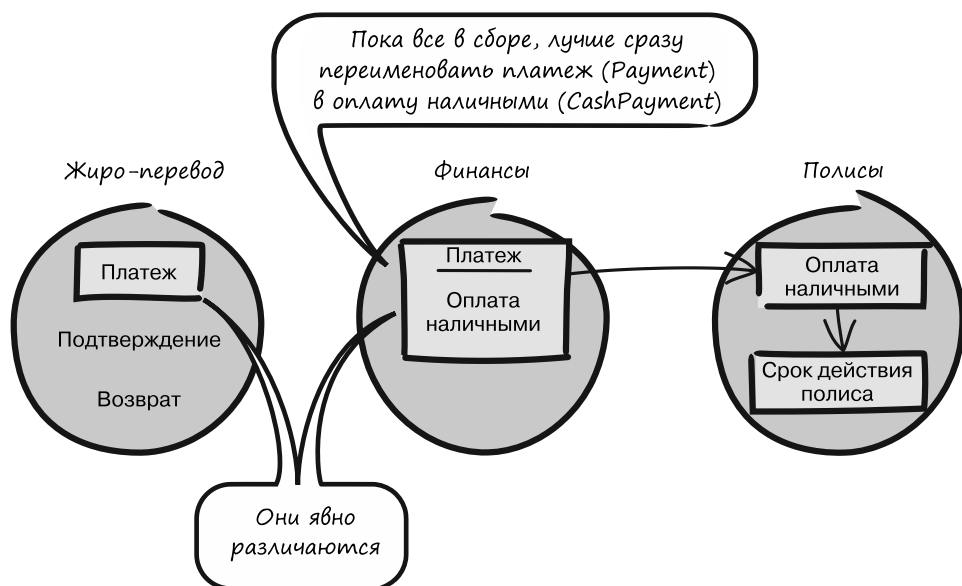 Пока все в сборе, лучше сразу
переименовать платеж (Payment)
в оплату наличными (CashPayment)
Жиро-перевод
Финансы
Полисы
Платеж
Подтверждение
Возврат
Платеж
Оплата
наличными
Оплата
наличными
Срок действия
полиса
Они явно
различаются